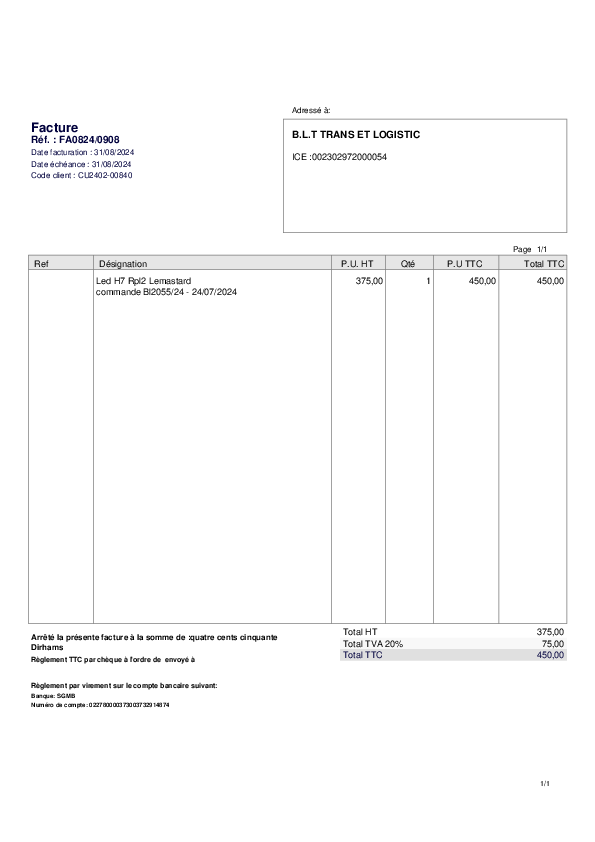 Adressé à:
Facture
Réf. : FA0824/0908
Date facturation : 31/08/2024
Date échéance : 31/08/2024
Code client : CU2402-00840
B.L.T TRANS ET LOGISTIC
ICE :002302972000054
Page 1/1
Ref Désignation P.U. HT Qté P.U TTC Total TTC
Led H7 Rpl2 Lemastard 375,00 1 450,00 450,00
commande Bl2055/24 - 24/07/2024
Arrêté la présente facture à la somme de :quatre cents cinquante
Dirhams
Règlement TTC par chèque à l'ordre de envoyé à
Total HT 375,00
Total TVA 20% 75,00
Total TTC 450,00
Règlement par virement sur le compte bancaire suivant:
Banque: SGMB
Numéro de compte:
1/1